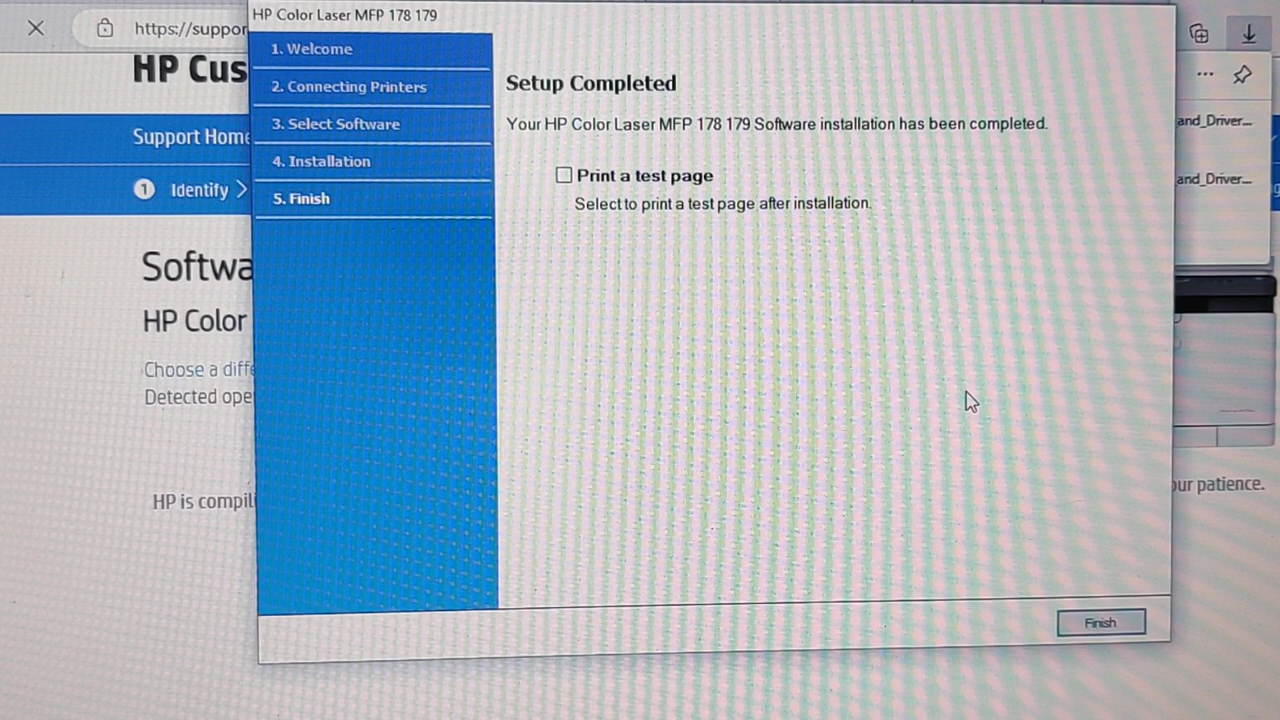 HP Color Laser MFP 178 179
https://suppor
HP Cus
1. Welcome
2. Connecting Printers
Support Home
3. Select Software
4. Installation
1 Identify >
5. Finish
Setup Completed
Your HP Color Laser MFP 178 179 Software installation has been completed.
Print a test page
Select to print a test page after installation.
and_Driver...
and_Driver...
Softwa
HP Color
Choose a diffe
Detected ope
HP is compili
our patience.
Finish